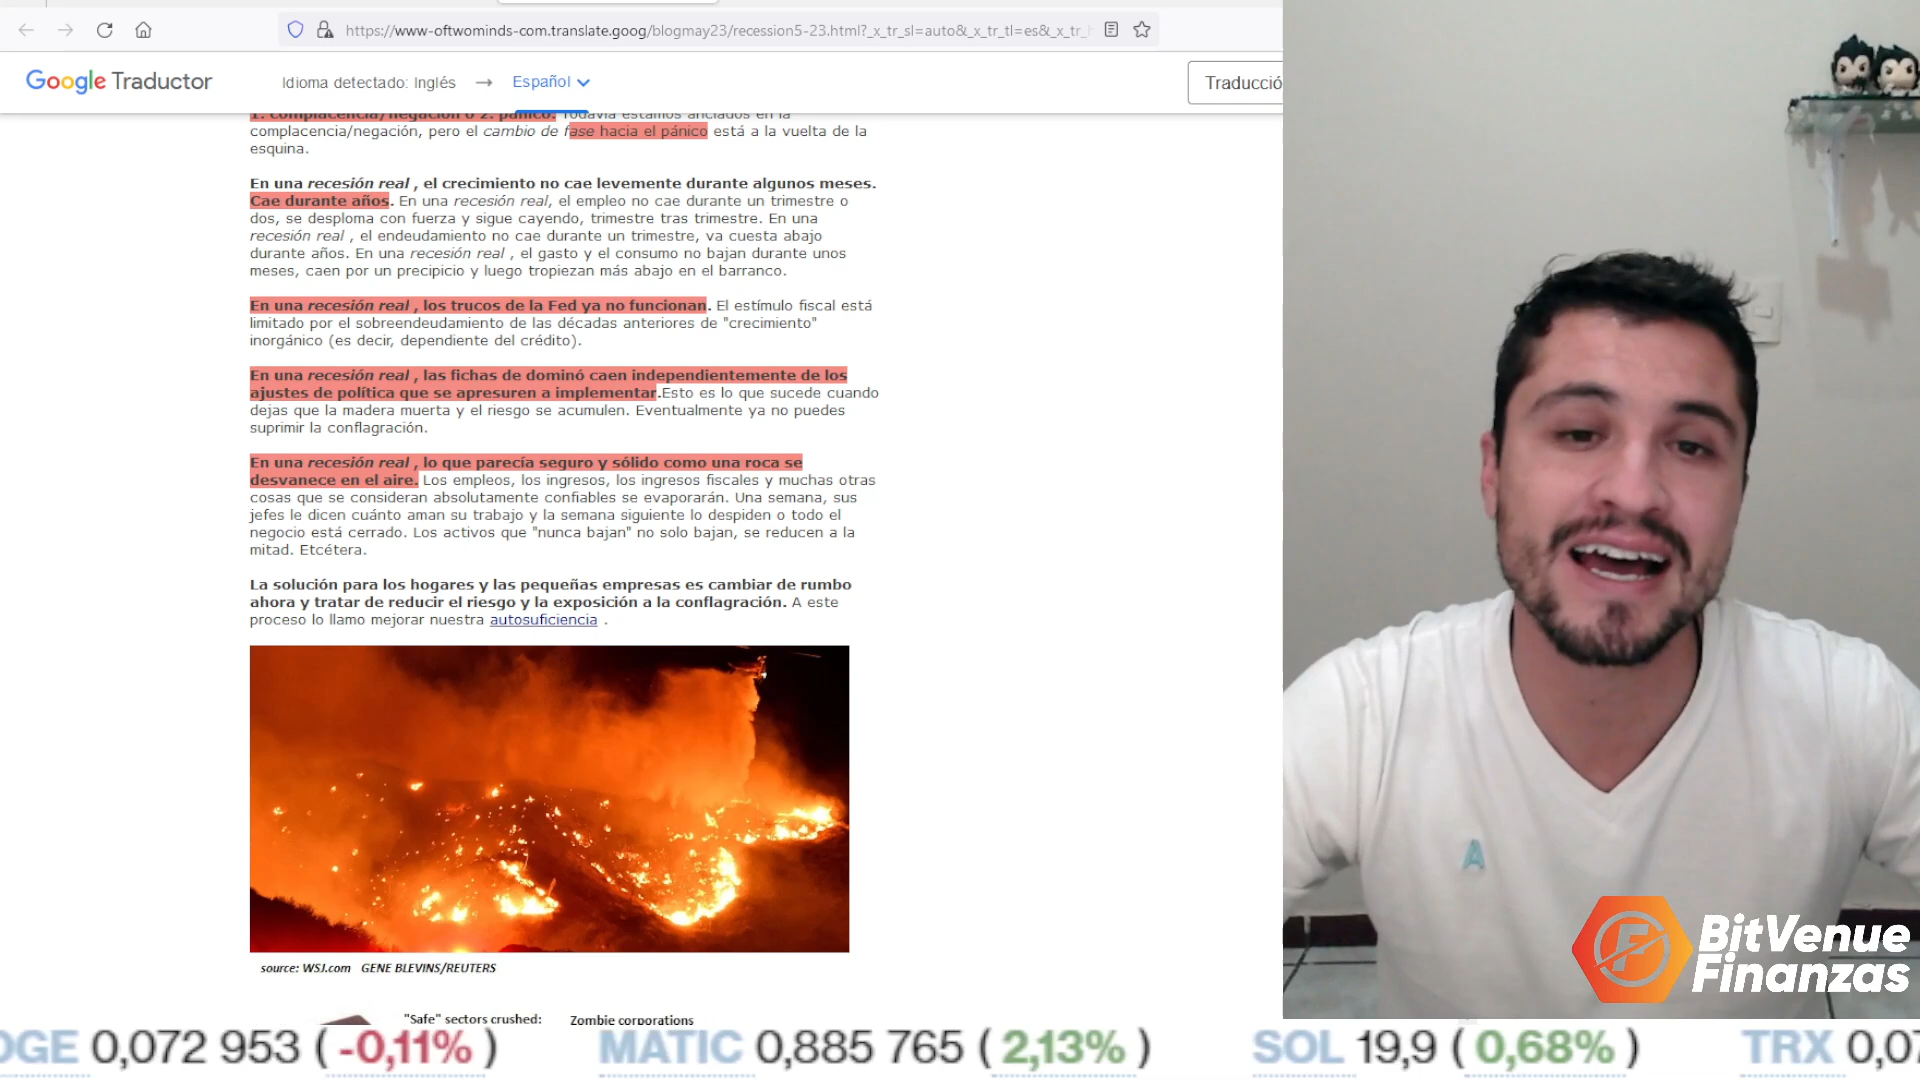 https://www-oftwominds-com.translate.goog/blogmay23/recession5-23.html?_x_tr_sl=auto&_x_tr_tl=es&_x_tr_
Google Traductor
Idioma detectado: Inglés → Español
Traducció
1. complacencia/negación o 2. pánico. Todavía estamos anclados en la
complacencia/negación, pero el cambio de fase hacia el pánico está a la vuelta de la
esquina.
En una recesión real , el crecimiento no cae levemente durante algunos meses.
Cae durante años. En una recesión real, el empleo no cae durante un trimestre o
dos, se desploma con fuerza y sigue cayendo, trimestre tras trimestre. En una
recesión real , el endeudamiento no cae durante un trimestre, va cuesta abajo
durante años. En una recesión real , el gasto y el consumo no bajan durante unos
meses, caen por un precipicio y luego tropiezan más abajo en el barranco.
En una recesión real , los trucos de la Fed ya no funcionan. El estímulo fiscal está
limitado por el sobreendeudamiento de las décadas anteriores de "crecimiento"
inorgánico (es decir, dependiente del crédito).
En una recesión real , las fichas de dominó caen independientemente de los
ajustes de política que se apresuren a implementar.Esto es lo que sucede cuando
dejas que la madera muerta y el riesgo se acumulen. Eventualmente ya no puedes
suprimir la conflagración.
En una recesión real , lo que parecía seguro y sólido como una roca se
desvanece en el aire. Los empleos, los ingresos, los ingresos fiscales y muchas otras
cosas que se consideran absolutamente confiables se evaporarán. Una semana, sus
jefes le dicen cuánto aman su trabajo y la semana siguiente lo despiden o todo el
negocio está cerrado. Los activos que "nunca bajan" no solo bajan, se reducen a la
mitad. Etcétera.
La solución para los hogares y las pequeñas empresas es cambiar de rumbo
ahora y tratar de reducir el riesgo y la exposición a la conflagración. A este
proceso lo llamo mejorar nuestra autosuficiencia .
source: WSJ.com GENE BLEVINS/REUTERS
"Safe" sectors crushed: Zombie corporations
A
BitVenue
Finanzas
OGE 0,072 953 ( -0,11% ) MATIC 0,885 765 ( 2,13% ) SOL 19,9 ( 0,68% ) TRX 0,07